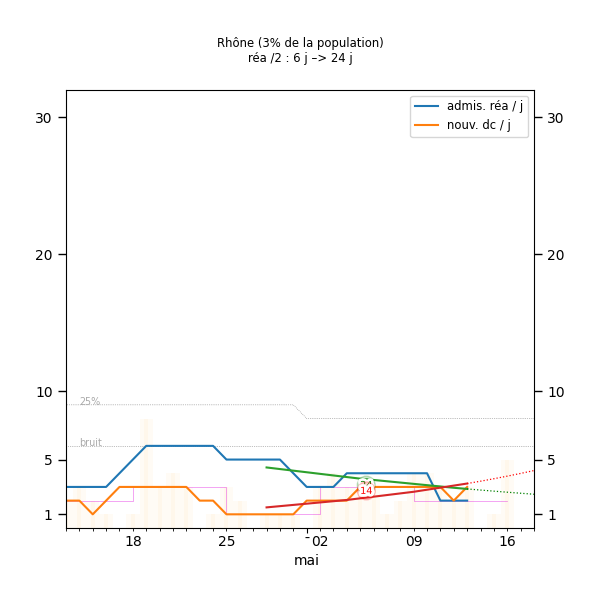 Rhône (3% de la population)
réa /2 : 6 j –> 24 j
admis. réa / j
nouv. dc / j
30
30
20
20
10
10
25%
bruit
5
5
14
1
1
18
25
02
09
16
mai